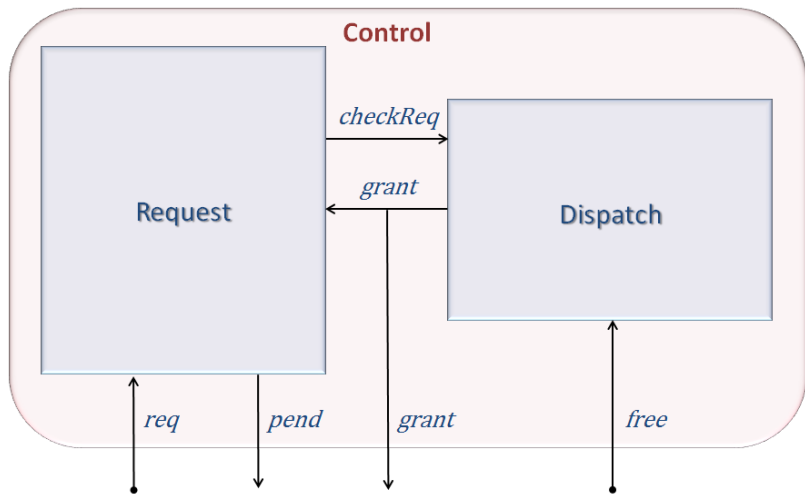 Control
checkReq
grant
Request
Dispatch
req
pend
grant
free